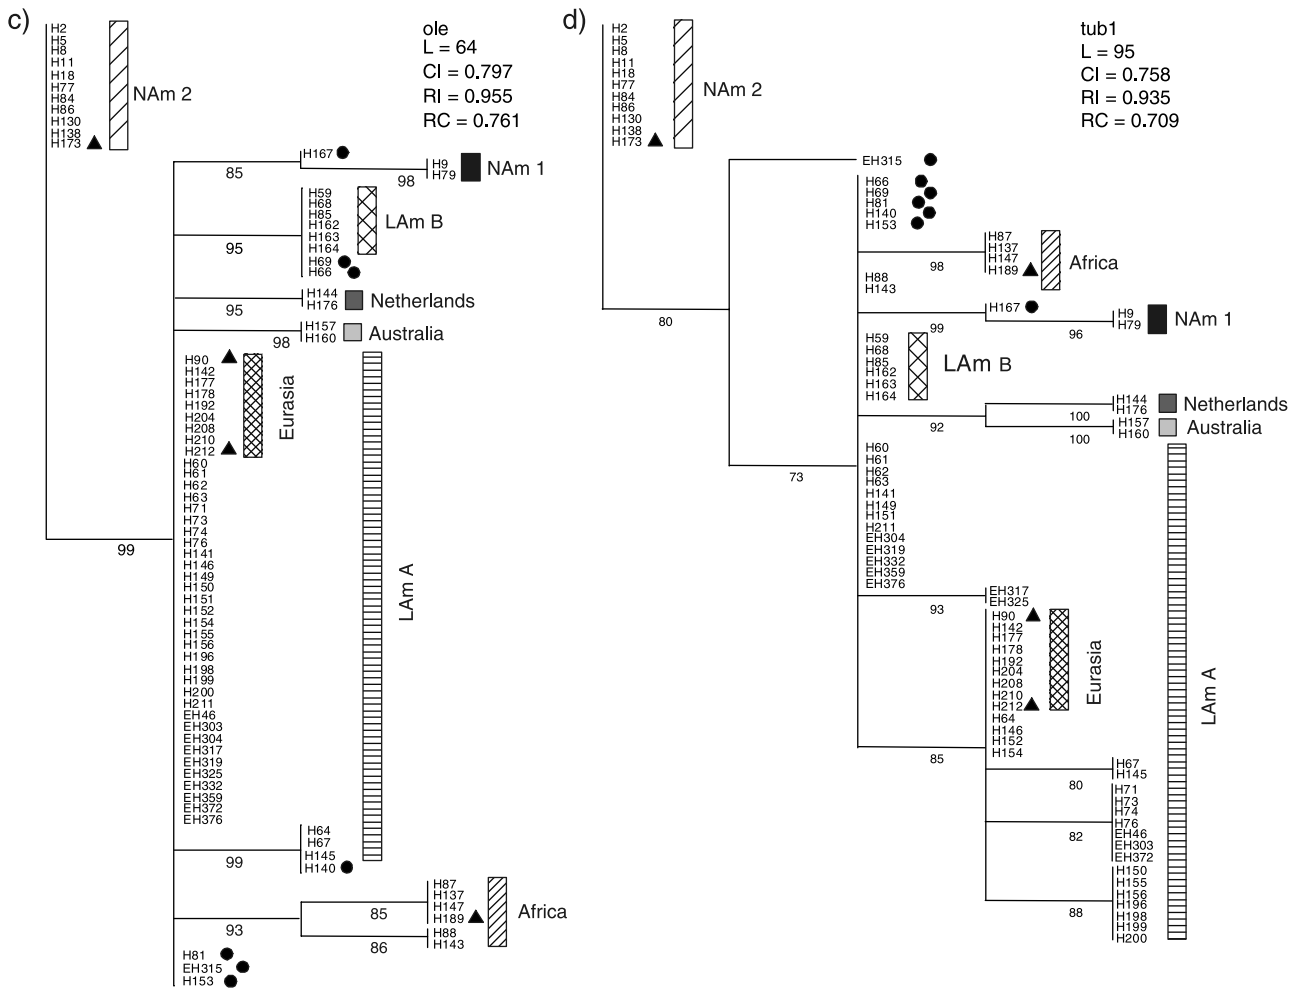 c)
H2
H5
H8
H11
H18
H77
H84
H86
H130
H138
H173
NAm 2
ole
L = 64
CI = 0.797
RI = 0.955
RC = 0.761
H167
85
H9
H79
98
NAm 1
H59
H68
H85
H162
H163
H164
H69
H66
95
LAm B
H144
H176
95
Netherlands
H157
H160
98
Australia
H90
H142
H177
H178
H192
H204
H208
H210
H212
Eurasia
H60
H61
H62
H63
H71
H73
H74
H76
H141
H146
H149
H150
H151
H152
H154
H155
H156
H196
H198
H199
H200
H211
EH46
EH303
EH304
EH317
EH319
EH325
EH332
EH359
EH372
EH376
99
LAm A
H64
H67
H145
H140
99
H87
H137
H147
H189
85
Africa
93
H88
H143
86
H81
EH315
H153
d)
H2
H5
H8
H11
H18
H77
H84
H86
H130
H138
H173
NAm 2
tub1
L = 95
CI = 0.758
RI = 0.935
RC = 0.709
EH315
H66
H69
H81
H140
H153
H87
H137
H147
H189
98
Africa
H88
H143
80
H167
99
H9
H79
96
NAm 1
H59
H68
H85
H162
H163
H164
LAm B
92
H144
H176
100
Netherlands
H157
H160
100
Australia
73
H60
H61
H62
H63
H141
H149
H151
H211
EH304
EH319
EH332
EH359
EH376
93
EH317
EH325
H90
H142
H177
H178
H192
H204
H208
H210
H212
Eurasia
H64
H146
H152
H154
85
LAm A
H67
H145
80
H71
H73
H74
H76
EH46
EH303
EH372
82
H150
H155
H156
H196
H198
H199
H200
88